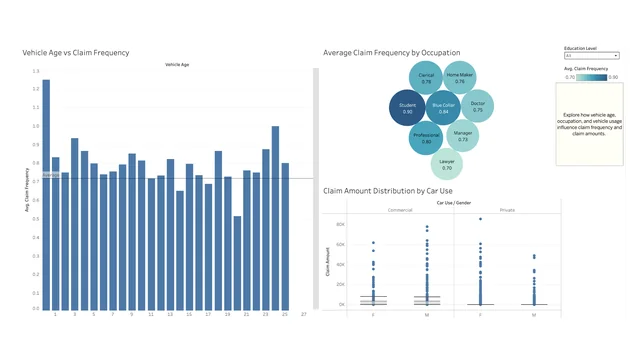 Vehicle Age vs Claim Frequency
Vehicle Age
1.3
1.2
1.1
1.0
0.9
0.8
0.7
0.6
0.5
0.4
0.3
0.2
0.1
0.0
Avg. Claim Frequency
Average
1 3 5 7 9 11 13 15 17 19 21 23 25 27
Average Claim Frequency by Occupation
Clerical
0.78
Home Maker
0.76
Student
0.90
Blue Collar
0.84
Doctor
0.75
Professional
0.80
Manager
0.73
Lawyer
0.70
Education Level
All
Avg. Claim Frequency
0.70 0.90
Explore how vehicle age,
occupation, and vehicle usage
influence claim frequency and
claim amounts.
Claim Amount Distribution by Car Use
Car Use / Gender
Commercial Private
Claim Amount
80K
60K
40K
20K
0K
F M F M